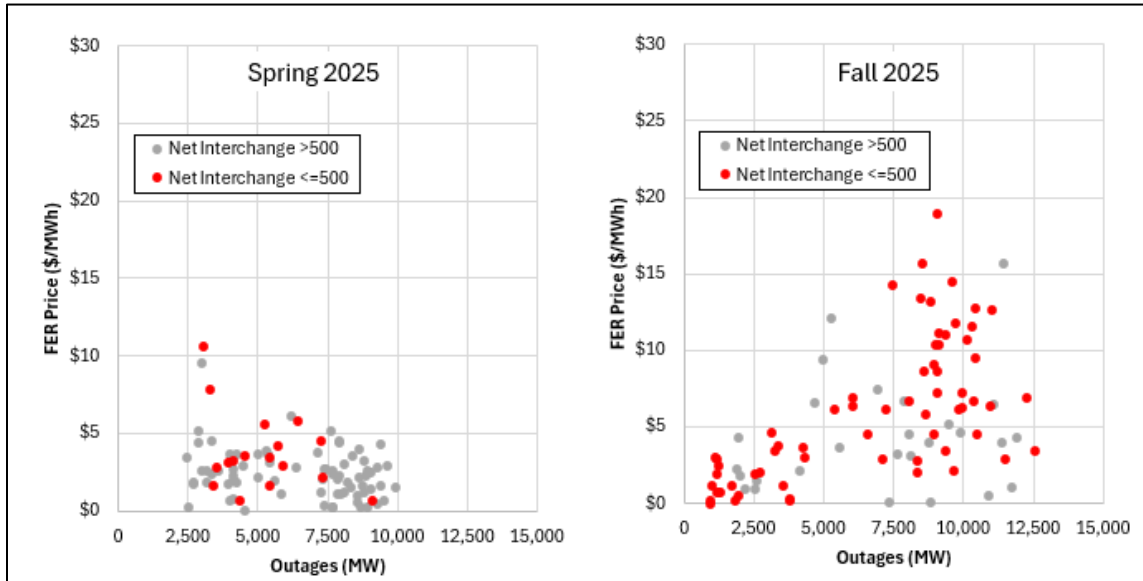 Spring 2025
Net Interchange >500
Net Interchange <=500
$30
$25
$20
$15
$10
$5
$0
FER Price ($/MWh)
0 2,500 5,000 7,500 10,000 12,500 15,000
Outages (MW)
Fall 2025
Net Interchange >500
Net Interchange <=500
$30
$25
$20
$15
$10
$5
$0
FER Price ($/MWh)
0 2,500 5,000 7,500 10,000 12,500 15,000
Outages (MW)